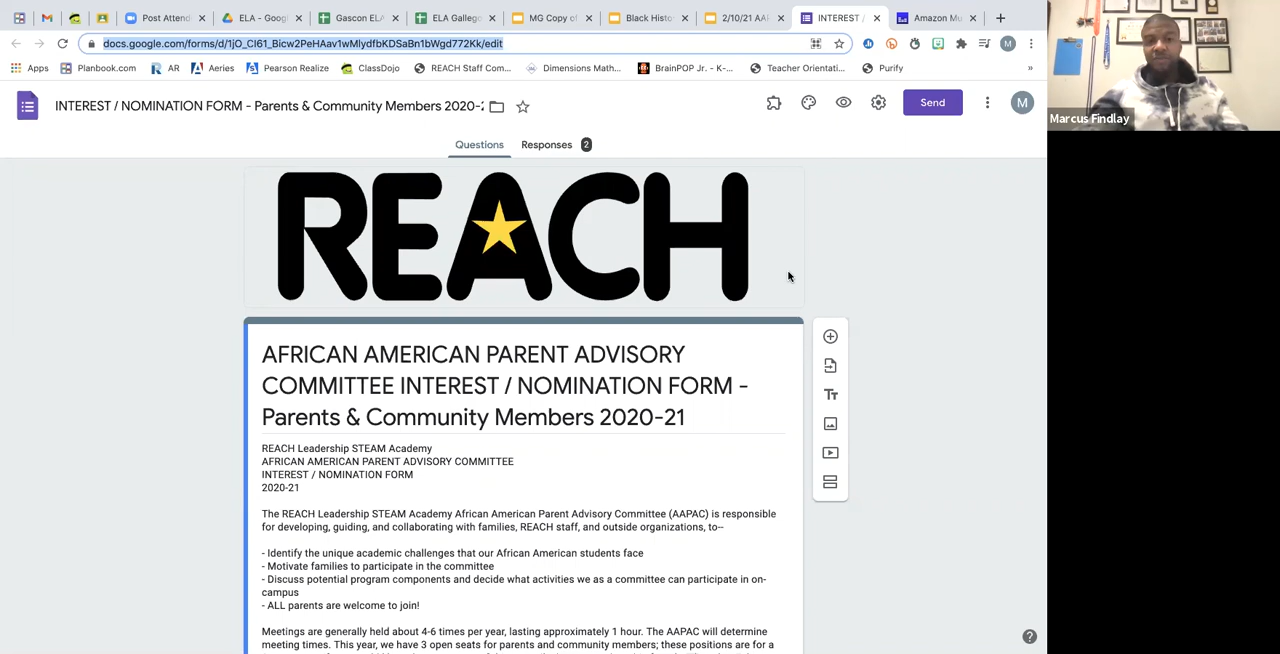 Post Attend
ELA - Googl
Gascon ELA
ELA Galleg
MG Copy of
Black Histo
2/10/21 AA
INTEREST /
Amazon Mu
docs.google.com/forms/d/1jO_CI61_Bicw2PeHAav1wMlydfbKDSaBn1bWgd772Kk/edit
M
Apps
Planbook.com
AR
Aeries
Pearson Realize
ClassDojo
REACH Staff Com...
Dimensions Math...
BrainPOP Jr. - K-...
Teacher Orientati...
Purify
»
Marcus Findlay
INTEREST / NOMINATION FORM - Parents & Community Members 2020-2
Send
M
Questions
Responses 2
REACH
AFRICAN AMERICAN PARENT ADVISORY
COMMITTEE INTEREST / NOMINATION FORM -
Parents & Community Members 2020-21
REACH Leadership STEAM Academy
AFRICAN AMERICAN PARENT ADVISORY COMMITTEE
INTEREST / NOMINATION FORM
2020-21
The REACH Leadership STEAM Academy African American Parent Advisory Committee (AAPAC) is responsible
for developing, guiding, and collaborating with families, REACH staff, and outside organizations, to--
- Identify the unique academic challenges that our African American students face
- Motivate families to participate in the committee
- Discuss potential program components and decide what activities we as a committee can participate in on-
campus
- ALL parents are welcome to join!
Meetings are generally held about 4-6 times per year, lasting approximately 1 hour. The AAPAC will determine
meeting times. This year, we have 3 open seats for parents and community members; these positions are for a
Tт